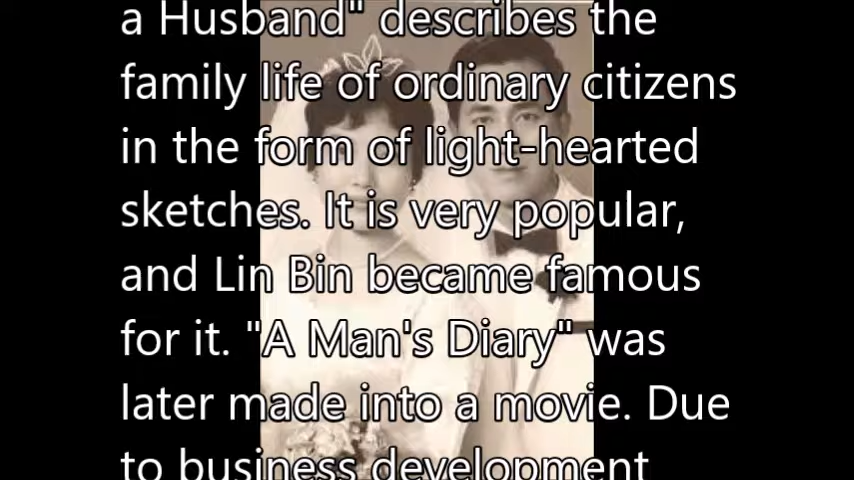 a Husband" describes the
family life of ordinary citizens
in the form of light-hearted
sketches. It is very popular,
and Lin Bin became famous
for it. "A Man's Diary" was
later made into a movie. Due
to business development